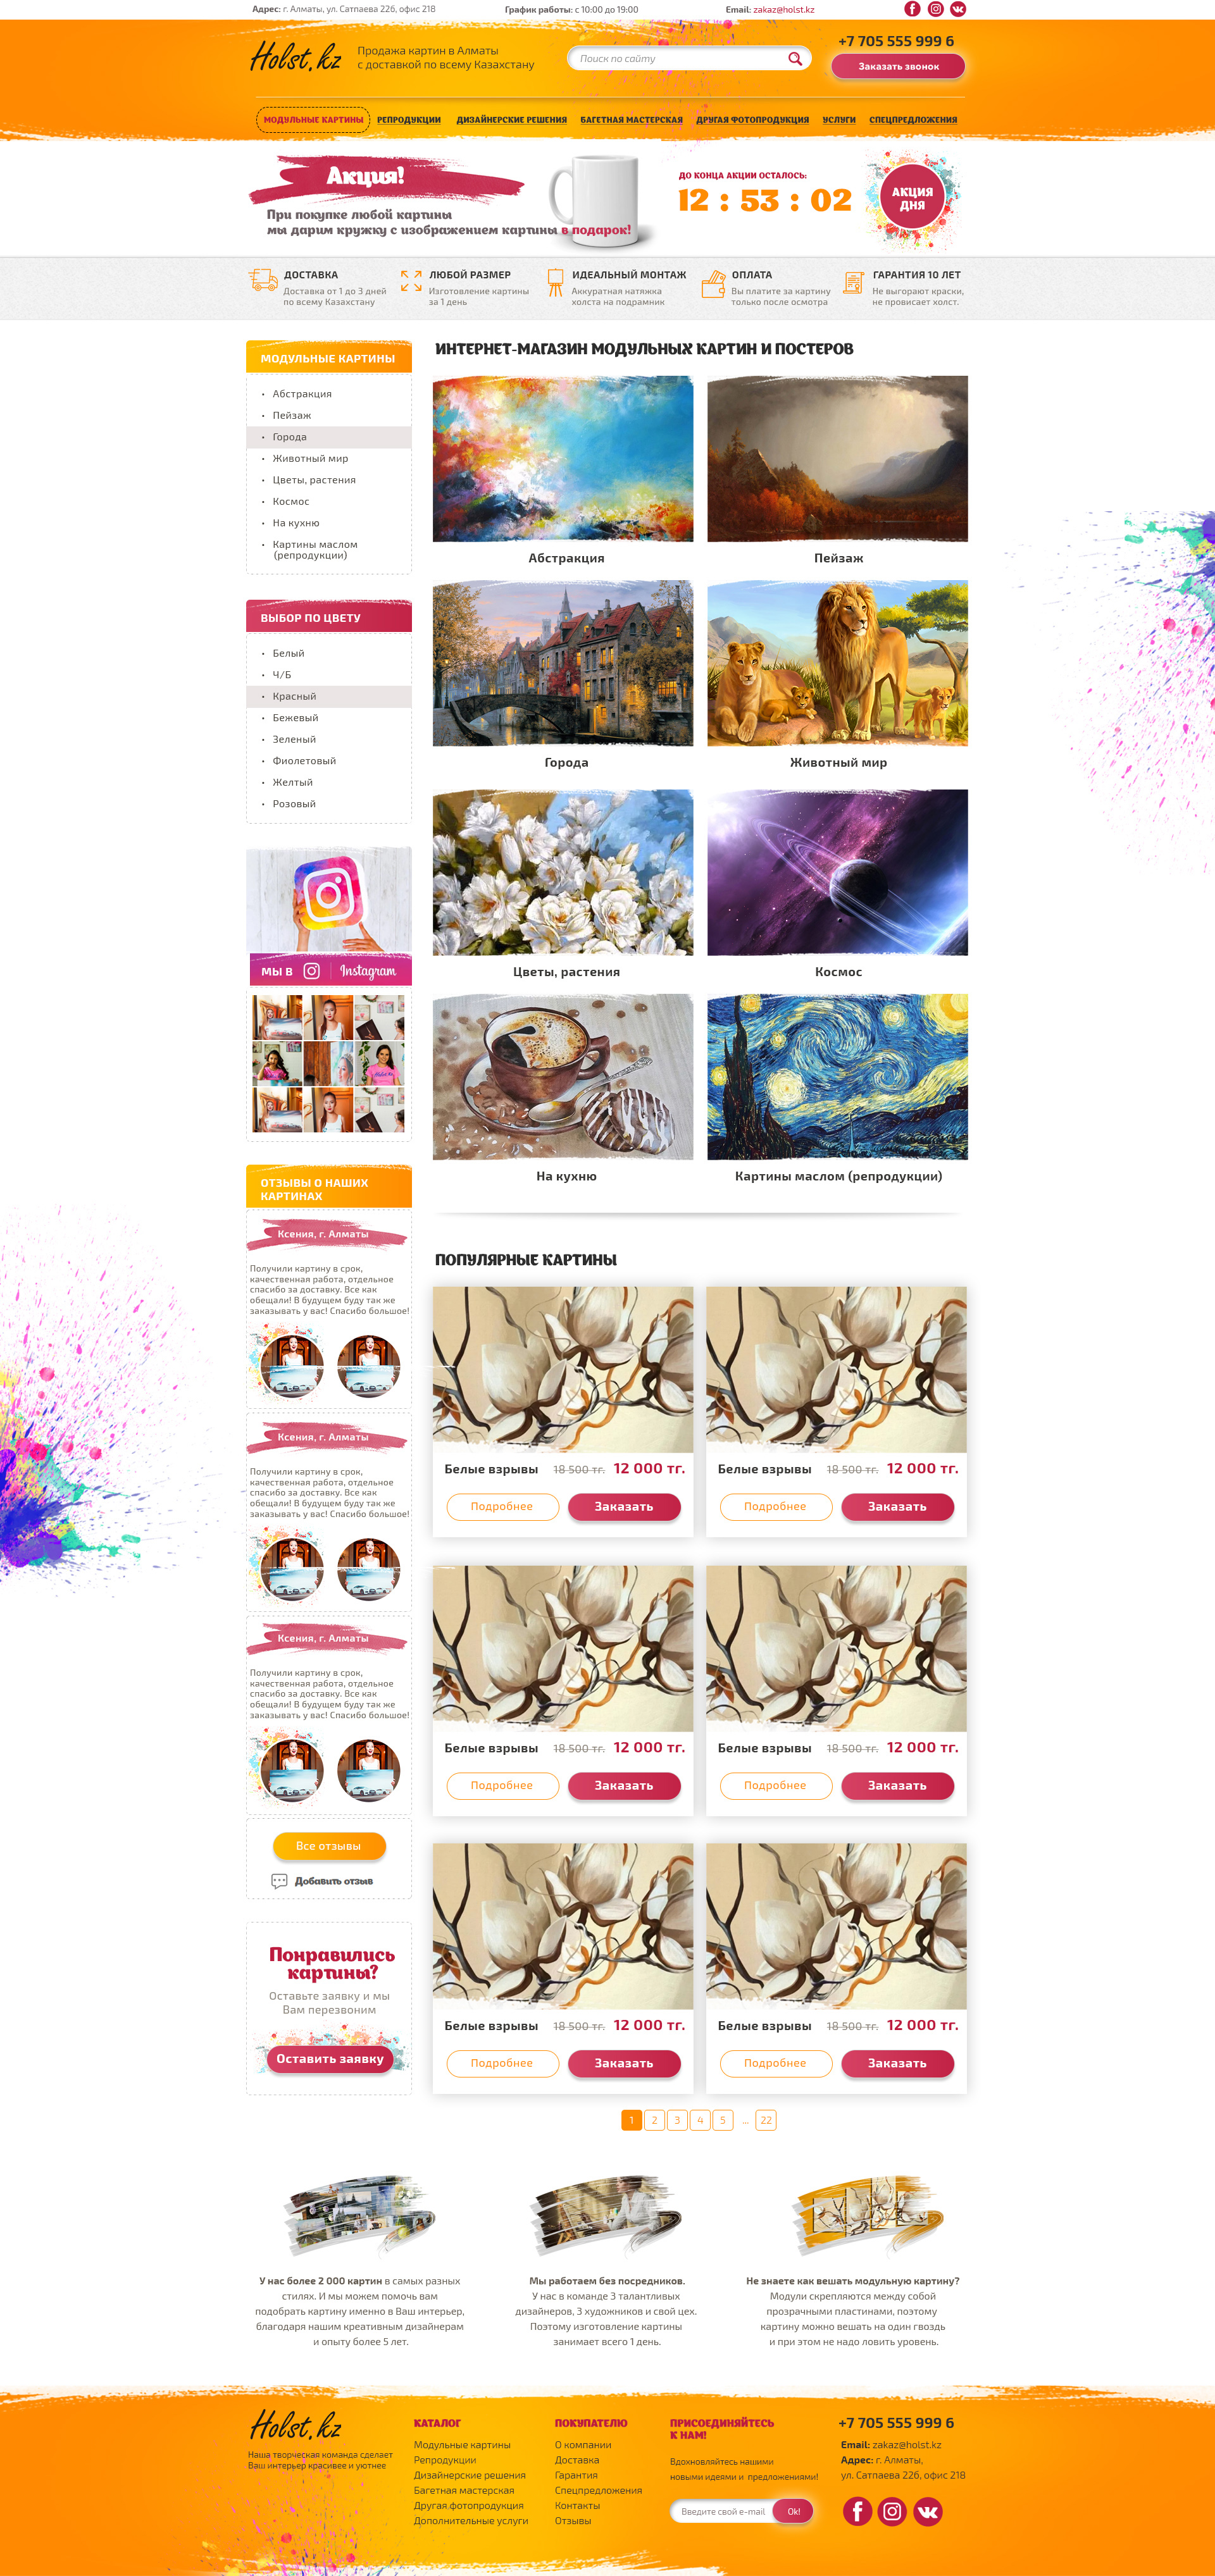 Адрес: г. Алматы, ул. Сатпаева 22б, офис 218
График работы: с 10:00 до 19:00
Email: zakaz@holst.kz
Holst.kz
Продажа картин в Алматы
с доставкой по всему Казахстану
Поиск по сайту
+7 705 555 999 6
Заказать звонок
МОДУЛЬНЫЕ КАРТИНЫ
РЕПРОДУКЦИИ
ДИЗАЙНЕРСКИЕ РЕШЕНИЯ
БАГЕТНАЯ МАСТЕРСКАЯ
ДРУГАЯ ФОТОПРОДУКЦИЯ
УСЛУГИ
СПЕЦПРЕДЛОЖЕНИЯ
Акция!
При покупке любой картины
мы дарим кружку с изображением картины в подарок!
ДО КОНЦА АКЦИИ ОСТАЛОСЬ:
12 : 53 : 02
АКЦИЯ
ДНЯ
ДОСТАВКА
Доставка от 1 до 3 дней
по всему Казахстану
ЛЮБОЙ РАЗМЕР
Изготовление картины
за 1 день
ИДЕАЛЬНЫЙ МОНТАЖ
Аккуратная натяжка
холста на подрамник
ОПЛАТА
Вы платите за картину
только после осмотра
ГАРАНТИЯ 10 ЛЕТ
Не выгорают краски,
не провисает холст.
МОДУЛЬНЫЕ КАРТИНЫ
• Абстракция
• Пейзаж
• Города
• Животный мир
• Цветы, растения
• Космос
• На кухню
• Картины маслом
(репродукции)
ВЫБОР ПО ЦВЕТУ
• Белый
• Ч/Б
• Красный
• Бежевый
• Зеленый
• Фиолетовый
• Желтый
• Розовый
МЫ В
Instagram
ОТЗЫВЫ О НАШИХ
КАРТИНАХ
Ксения, г. Алматы
Получили картину в срок,
качественная работа, отдельное
спасибо за доставку. Все как
обещали! В будущем буду так же
заказывать у вас! Спасибо большое!
Ксения, г. Алматы
Получили картину в срок,
качественная работа, отдельное
спасибо за доставку. Все как
обещали! В будущем буду так же
заказывать у вас! Спасибо большое!
Ксения, г. Алматы
Получили картину в срок,
качественная работа, отдельное
спасибо за доставку. Все как
обещали! В будущем буду так же
заказывать у вас! Спасибо большое!
Все отзывы
Добавить отзыв
Понравились
картины?
Оставьте заявку и мы
Вам перезвоним
Оставить заявку
ИНТЕРНЕТ-МАГАЗИН МОДУЛЬНЫХ КАРТИН И ПОСТЕРОВ
Абстракция
Пейзаж
Города
Животный мир
Цветы, растения
Космос
На кухню
Картины маслом (репродукции)
ПОПУЛЯРНЫЕ КАРТИНЫ
Белые взрывы 18 500 тг. 12 000 тг.
Подробнее Заказать
Белые взрывы 18 500 тг. 12 000 тг.
Подробнее Заказать
Белые взрывы 18 500 тг. 12 000 тг.
Подробнее Заказать
Белые взрывы 18 500 тг. 12 000 тг.
Подробнее Заказать
Белые взрывы 18 500 тг. 12 000 тг.
Подробнее Заказать
Белые взрывы 18 500 тг. 12 000 тг.
Подробнее Заказать
1 2 3 4 5 ... 22
У нас более 2 000 картин в самых разных
стилях. И мы можем помочь вам
подобрать картину именно в Ваш интерьер,
благодаря нашим креативным дизайнерам
и опыту более 5 лет.
Мы работаем без посредников.
У нас в команде 3 талантливых
дизайнеров, 3 художников и свой цех.
Поэтому изготовление картины
занимает всего 1 день.
Не знаете как вешать модульную картину?
Модули скрепляются между собой
прозрачными пластинами, поэтому
картину можно вешать на один гвоздь
и при этом не надо ловить уровень.
Holst.kz
Наша творческая команда сделает
Ваш интерьер красивее и уютнее
КАТАЛОГ
Модульные картины
Репродукции
Дизайнерские решения
Багетная мастерская
Другая.фотопродукция
Дополнительные услуги
ПОКУПАТЕЛЮ
О компании
Доставка
Гарантия
Спецпредложения
Контакты
Отзывы
ПРИСОЕДИНЯЙТЕСЬ
К НАМ!
Вдохновляйтесь нашими
новыми идеями и предложениями!
Введите свой e-mail
Ok!
+7 705 555 999 6
Email: zakaz@holst.kz
Адрес: г. Алматы,
ул. Сатпаева 22б, офис 218